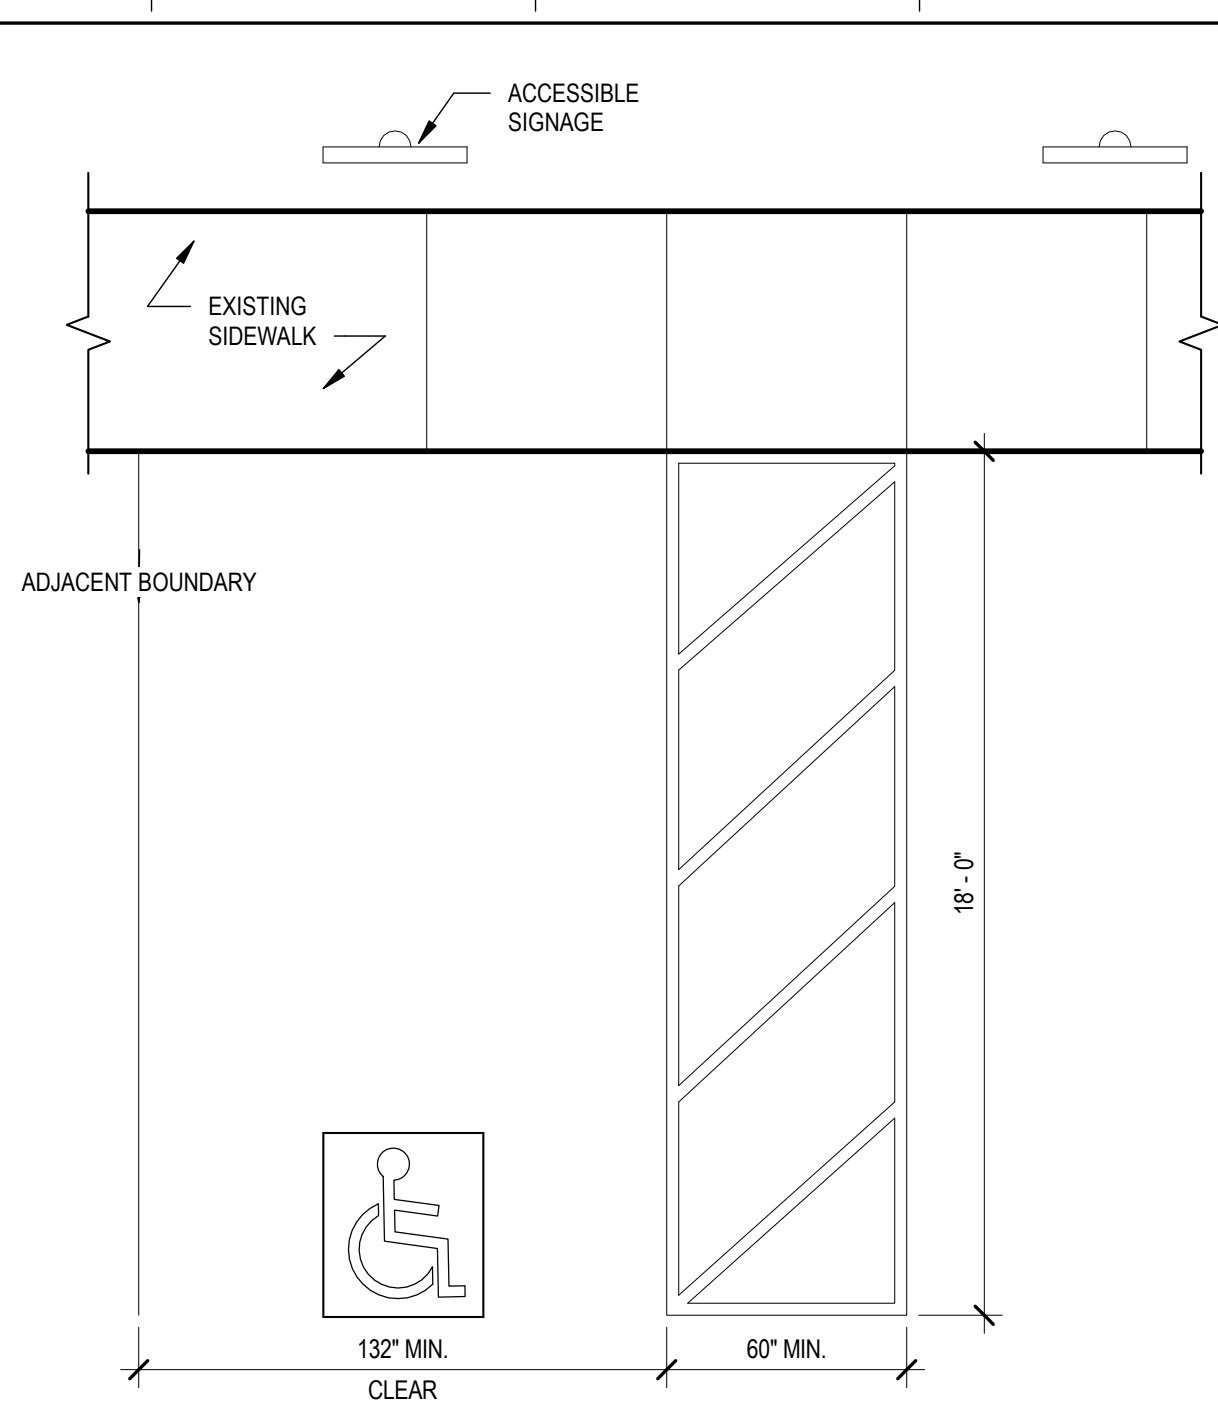 ACCESSIBLE
SIGNAGE
EXISTING
SIDEWALK
ADJACENT BOUNDARY
18' - 0"
132" MIN.
CLEAR
60" MIN.